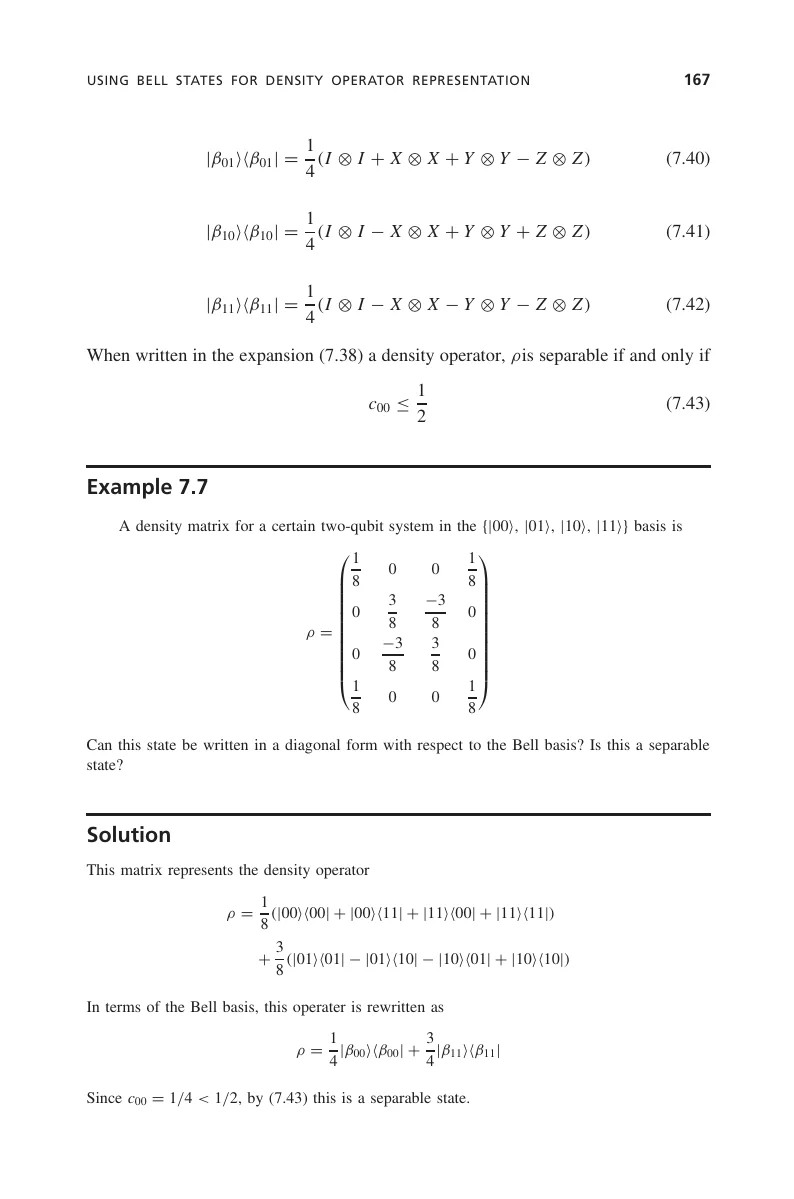 USING BELL STATES FOR DENSITY OPERATOR REPRESENTATION 167
|β01⟩⟨β01| = 1/4 (I ⊗ I + X ⊗ X + Y ⊗ Y − Z ⊗ Z) (7.40)
|β10⟩⟨β10| = 1/4 (I ⊗ I − X ⊗ X + Y ⊗ Y + Z ⊗ Z) (7.41)
|β11⟩⟨β11| = 1/4 (I ⊗ I − X ⊗ X − Y ⊗ Y − Z ⊗ Z) (7.42)
When written in the expansion (7.38) a density operator, ρis separable if and only if
c00 ≤ 1/2 (7.43)
Example 7.7
A density matrix for a certain two-qubit system in the {|00⟩, |01⟩, |10⟩, |11⟩} basis is
1/8 0 0 1/8
0 3/8 −3/8 0
ρ =
0 −3/8 3/8 0
1/8 0 0 1/8
Can this state be written in a diagonal form with respect to the Bell basis? Is this a separable
state?
Solution
This matrix represents the density operator
ρ = 1/8 (|00⟩⟨00| + |00⟩⟨11| + |11⟩⟨00| + |11⟩⟨11|)
+ 3/8 (|01⟩⟨01| − |01⟩⟨10| − |10⟩⟨01| + |10⟩⟨10|)
In terms of the Bell basis, this operater is rewritten as
ρ = 1/4 |β00⟩⟨β00| + 3/4 |β11⟩⟨β11|
Since c00 = 1/4 < 1/2, by (7.43) this is a separable state.